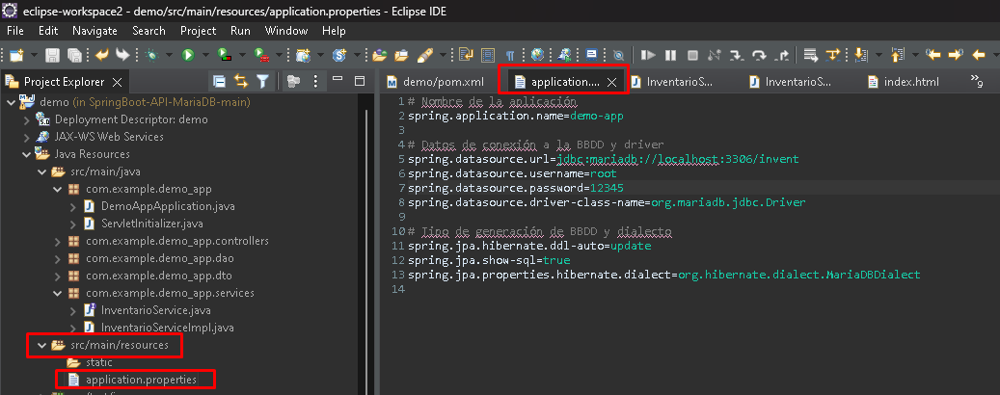 eclipse-workspace2 - demo/src/main/resources/application.properties - Eclipse IDE
File Edit Navigate Search Project Run Window Help
Project Explorer
demo (in SpringBoot-API-MariaDB-main)
Deployment Descriptor: demo
JAX-WS Web Services
Java Resources
src/main/java
com.example.demo_app
DemoAppApplication.java
ServletInitializer.java
com.example.demo_app.controllers
com.example.demo_app.dao
com.example.demo_app.dto
com.example.demo_app.services
InventarioService.java
InventarioServiceImpl.java
src/main/resources
static
application.properties
demo/pom.xml application.... InventarioS... InventarioS... index.html »9
1 # Nombre de la aplicación
2 spring.application.name=demo-app
3
4 # Datos de conexión a la BBDD y driver
5 spring.datasource.url=jdbc:mariadb://localhost:3306/invent
6 spring.datasource.username=root
7 spring.datasource.password=12345
8 spring.datasource.driver-class-name=org.mariadb.jdbc.Driver
9
10 # Tipo de generación de BBDD y dialecto
11 spring.jpa.hibernate.ddl-auto=update
12 spring.jpa.show-sql=true
13 spring.jpa.properties.hibernate.dialect=org.hibernate.dialect.MariaDBDialect
14